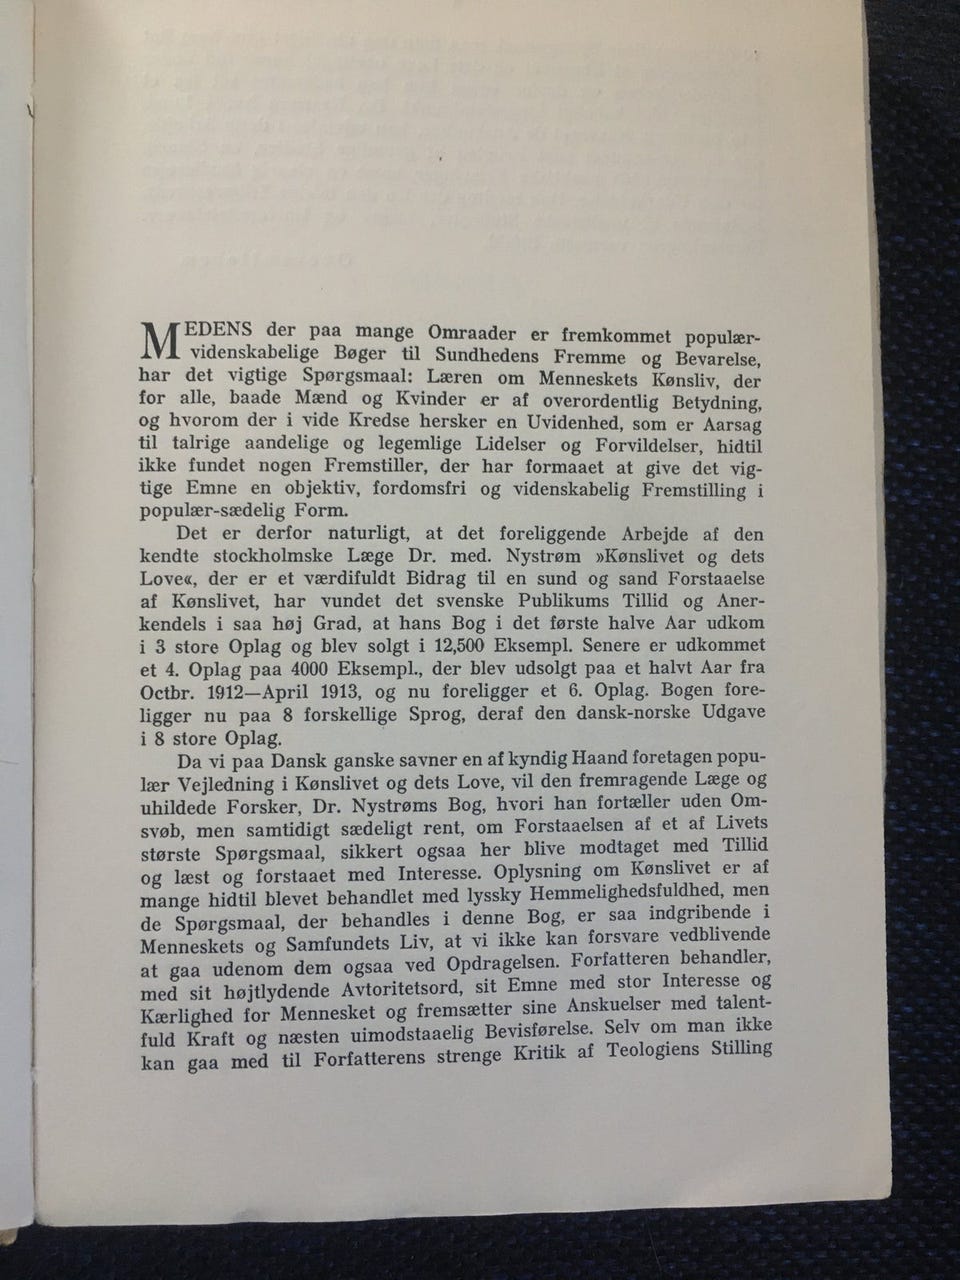 MEDENS der paa mange Omraader er fremkommet populær-
videnskabelige Bøger til Sundhedens Fremme og Bevarelse,
har det vigtige Spørgsmaal: Læren om Menneskets Kønsliv, der
for alle, baade Mænd og Kvinder er af overordentlig Betydning,
og hvorom der i vide Kredse hersker en Uvidenhed, som er Aarsag
til talrige aandelige og legemlige Lidelser og Forvildelser, hidtil
ikke fundet nogen Fremstiller, der har formaaet at give det vig-
tige Emne en objektiv, fordomsfri og videnskabelig Fremstilling i
populær-sædelig Form.
Det er derfor naturligt, at det foreliggende Arbejde af den
kendte stockholmske Læge Dr. med. Nystrøm »Kønslivet og dets
Love«, der er et værdifuldt Bidrag til en sund og sand Forstaaelse
af Kønslivet, har vundet det svenske Publikums Tillid og Aner-
kendels i saa høj Grad, at hans Bog i det første halve Aar udkom
i 3 store Oplag og blev solgt i 12,500 Eksempl. Senere er udkommet
et 4. Oplag paa 4000 Eksempl., der blev udsolgt paa et halvt Aar fra
Octbr. 1912—April 1913, og nu foreligger et 6. Oplag. Bogen fore-
ligger nu paa 8 forskellige Sprog, deraf den dansk-norske Udgave
i 8 store Oplag.
Da vi paa Dansk ganske savner en af kyndig Haand foretagen popu-
lær Vejledning i Kønslivet og dets Love, vil den fremragende Læge og
uhildede Forsker, Dr. Nystrøms Bog, hvori han fortæller uden Om-
svøb, men samtidigt sædeligt rent, om Forstaaelsen af et af Livets
største Spørgsmaal, sikkert ogsaa her blive modtaget med Tillid
og læst og forstaaet med Interesse. Oplysning om Kønslivet er af
mange hidtil blevet behandlet med lyssky Hemmelighedsfuldhed, men
de Spørgsmaal, der behandles i denne Bog, er saa indgribende i
Menneskets og Samfundets Liv, at vi ikke kan forsvare vedblivende
at gaa udenom dem ogsaa ved Opdragelsen. Forfatteren behandler,
med sit højtlydende Avtoritetsord, sit Emne med stor Interesse og
Kærlighed for Mennesket og fremsætter sine Anskuelser med talent-
fuld Kraft og næsten uimodstaaelig Bevisførelse. Selv om man ikke
kan gaa med til Forfatterens strenge Kritik af Teologiens Stilling